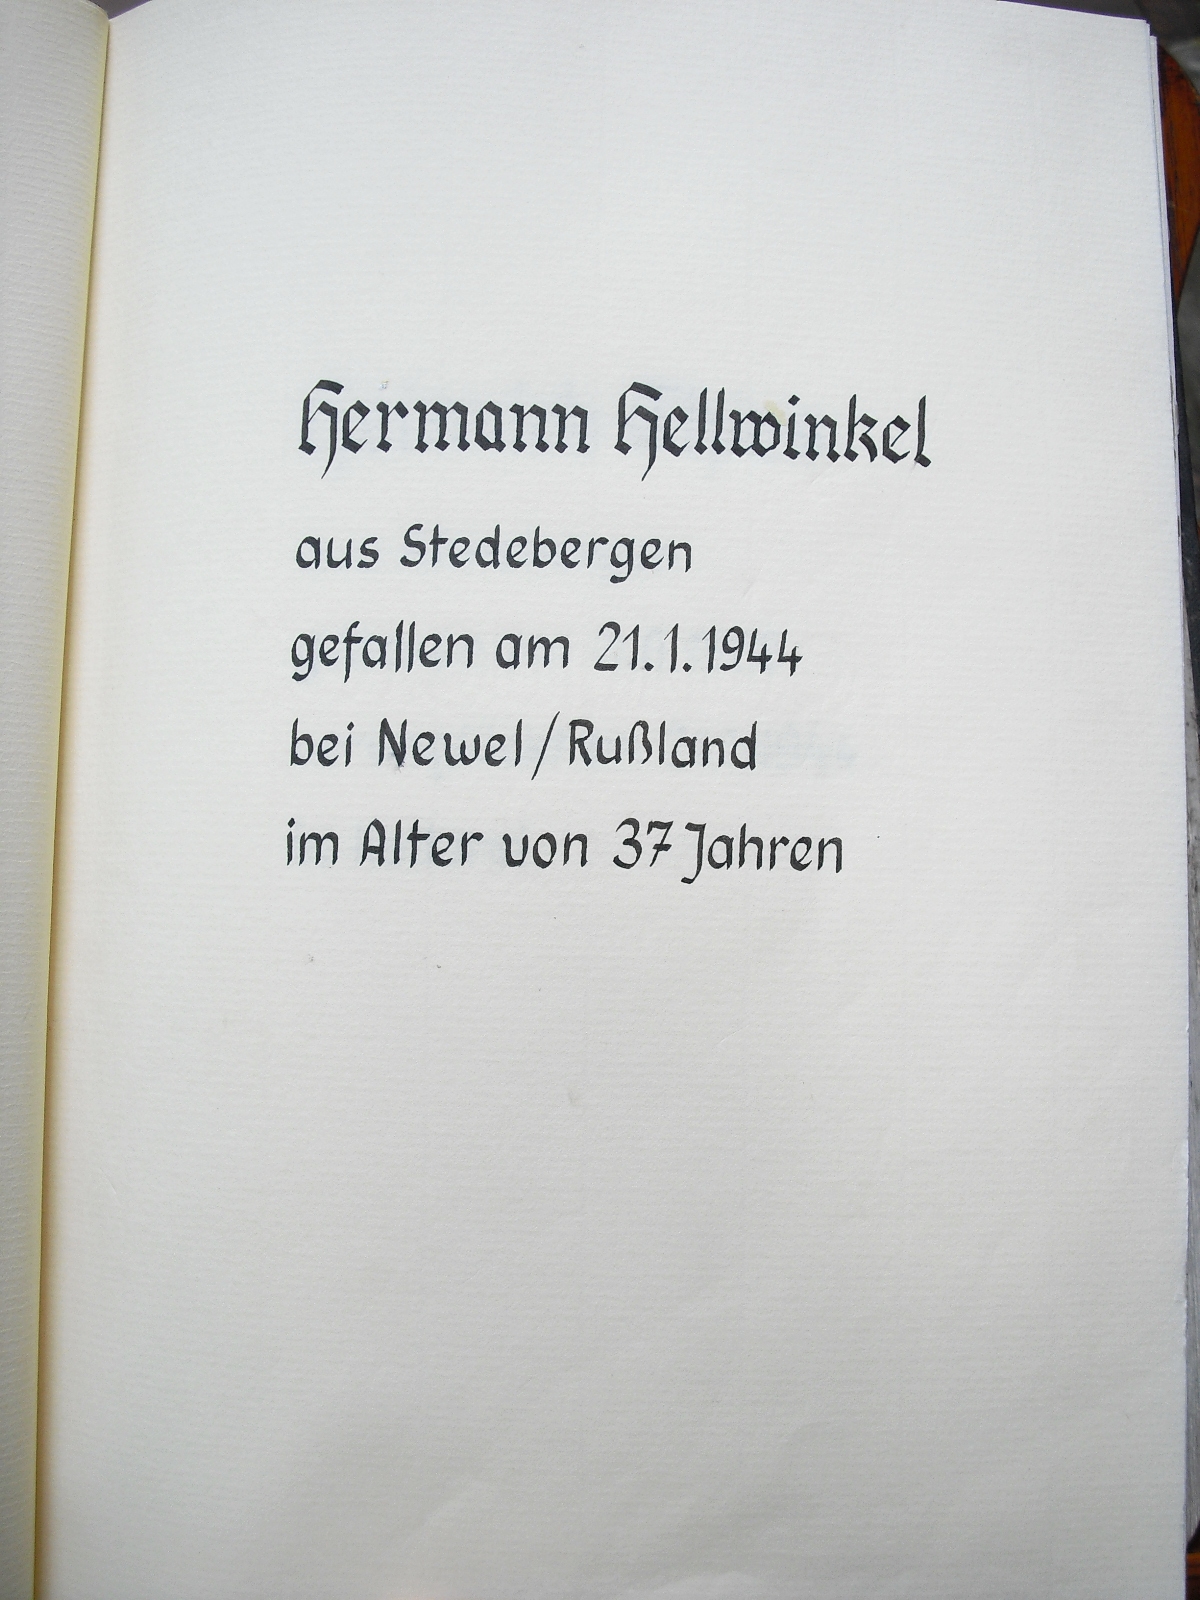 Hermann Hellwinkel
aus Stedebergen
gefallen am 21.1.1944
bei Newel/Rußland
im Alter von 37 Jahren